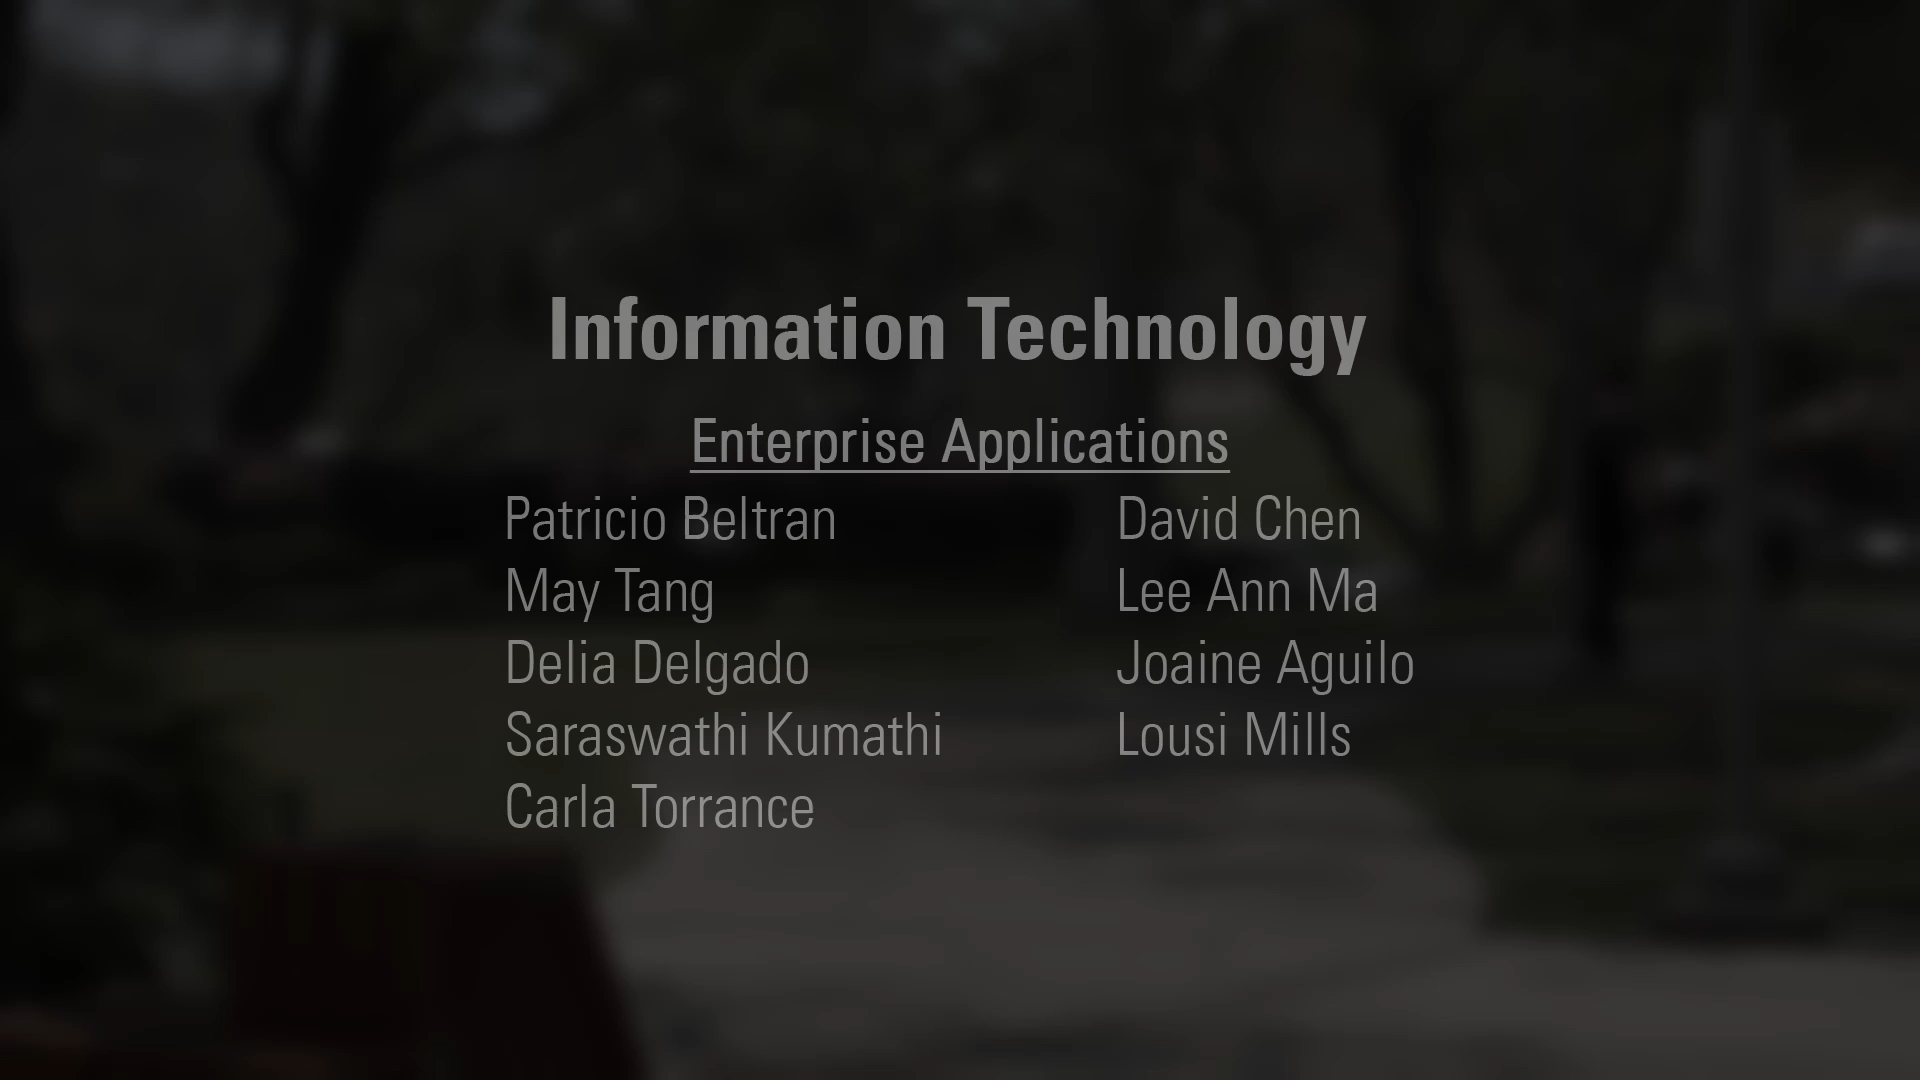 Information Technology
Enterprise Applications
Patricio Beltran
May Tang
Delia Delgado
Saraswathi Kumathi
Carla Torrance
David Chen
Lee Ann Ma
Joaine Aguilo
Lousi Mills